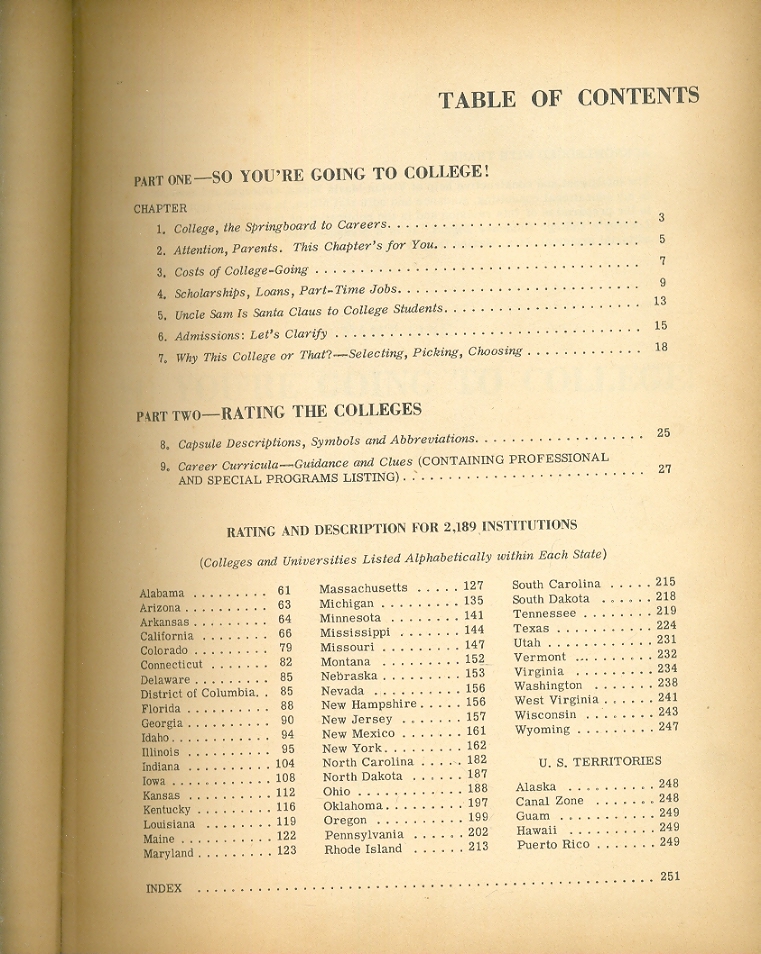 TABLE OF CONTENTS
PART ONE—SO YOU'RE GOING TO COLLEGE!
CHAPTER
1. College, the Springboard to Careers. . . . . . . . . . . . . . . . . . . . . . . . 3
2. Attention, Parents. This Chapter's for You. . . . . . . . . . . . . . . . . . . . 5
3. Costs of College-Going . . . . . . . . . . . . . . . . . . . . . . . . . . . . . . 7
4. Scholarships, Loans, Part-Time Jobs. . . . . . . . . . . . . . . . . . . . . . . 9
5. Uncle Sam Is Santa Claus to College Students. . . . . . . . . . . . . . . . . . . 13
6. Admissions: Let's Clarify . . . . . . . . . . . . . . . . . . . . . . . . . . . . 15
7. Why This College or That?—Selecting, Picking, Choosing . . . . . . . . . . . 18
PART TWO—RATING THE COLLEGES
8. Capsule Descriptions, Symbols and Abbreviations. . . . . . . . . . . . . . . . 25
9. Career Curricula—Guidance and Clues (CONTAINING PROFESSIONAL
AND SPECIAL PROGRAMS LISTING) . . . . . . . . . . . . . . . . . . . . . . . 27
RATING AND DESCRIPTION FOR 2,189 INSTITUTIONS
(Colleges and Universities Listed Alphabetically within Each State)
Alabama . . . . . . . . . 61
Arizona . . . . . . . . . 63
Arkansas . . . . . . . . 64
California . . . . . . . 66
Colorado . . . . . . . . 79
Connecticut . . . . . . 82
Delaware . . . . . . . . 85
District of Columbia. . 85
Florida . . . . . . . . . 88
Georgia . . . . . . . . . 90
Idaho . . . . . . . . . . 94
Illinois . . . . . . . . . 95
Indiana . . . . . . . . . 104
Iowa . . . . . . . . . . . 108
Kansas . . . . . . . . . 112
Kentucky . . . . . . . . 116
Louisiana . . . . . . . 119
Maine . . . . . . . . . . 122
Maryland . . . . . . . . 123
Massachusetts . . . . . 127
Michigan . . . . . . . . 135
Minnesota . . . . . . . 141
Mississippi . . . . . . 144
Missouri . . . . . . . . 147
Montana . . . . . . . . 152
Nebraska . . . . . . . . 153
Nevada . . . . . . . . . 156
New Hampshire . . . . 156
New Jersey . . . . . . 157
New Mexico . . . . . . 161
New York. . . . . . . . 162
North Carolina . . . . 182
North Dakota . . . . . 187
Ohio . . . . . . . . . . 188
Oklahoma . . . . . . . . 197
Oregon . . . . . . . . . 199
Pennsylvania . . . . . . 202
Rhode Island . . . . . . 213
South Carolina . . . . . 215
South Dakota . . . . . 218
Tennessee . . . . . . . 219
Texas . . . . . . . . . . 224
Utah . . . . . . . . . . . 231
Vermont . . . . . . . . 232
Virginia . . . . . . . . 234
Washington . . . . . . 238
West Virginia . . . . . 241
Wisconsin . . . . . . . 243
Wyoming . . . . . . . . 247
U. S. TERRITORIES
Alaska . . . . . . . . . 248
Canal Zone . . . . . . 248
Guam . . . . . . . . . . 249
Hawaii . . . . . . . . . 249
Puerto Rico . . . . . . 249
INDEX . . . . . . . . . . . . . . . . . . . . . . . . . . . . . . . . . . . . . . . . . . 251